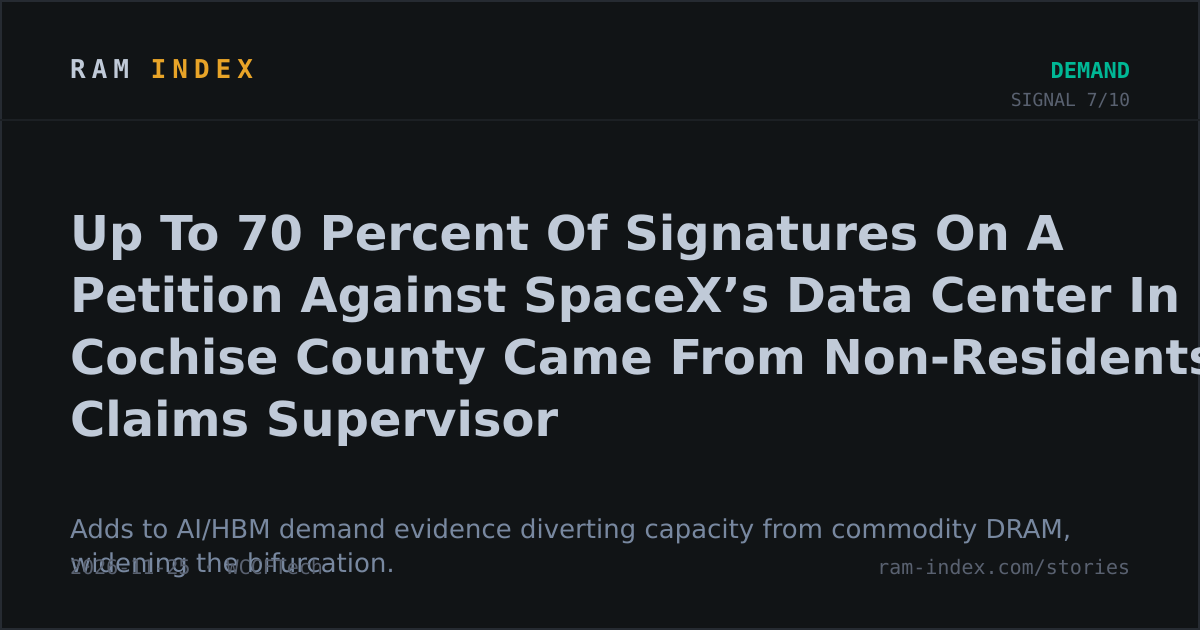 RAM INDEX
DEMAND
SIGNAL 7/10
Up To 70 Percent Of Signatures On A
Petition Against SpaceX’s Data Center In
Cochise County Came From Non-Residents
Claims Supervisor
Adds to AI/HBM demand evidence diverting capacity from commodity DRAM,
widening the bifurcation.
ram-index.com/stories